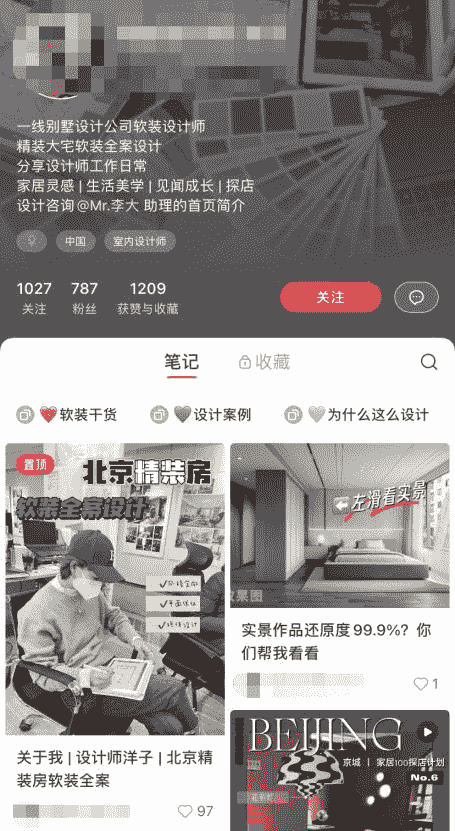 一线别墅设计公司软装设计师
精装大宅软装全案设计
分享设计师工作日常
家居灵感 | 生活美学 | 见闻成长 | 探店
设计咨询@Mr.李大 助理的首页简介
中国
室内设计师
1027
787
1209
关注
粉丝
获赞与收藏
关注
笔记
收藏
软装干货
设计案例
为什么这么设计
置顶
北京精装房
软装全案设计
左滑看实景
效果图
实景作品还原度99.9%？你
们帮我看看
1
关于我 | 设计师洋子 | 北京精
装房软装全案
97
BEIJING
京城 | 家居100探店计划
No.6